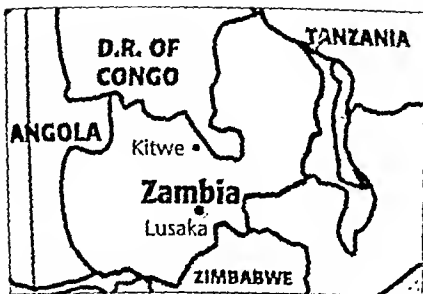 D.R. OF
CONGO
TANZANIA
ANGOLA
Kitwe
Zambia
Lusaka
ZIMBABWE